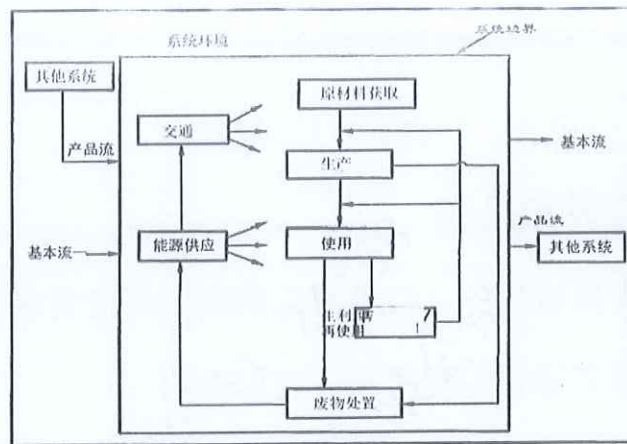 系统环境
系统边界
其他系统
原材料获取
交通
产品流
基本流
生产
产品流
能源供应
使用
基本流
其他系统
再使用
废物处置